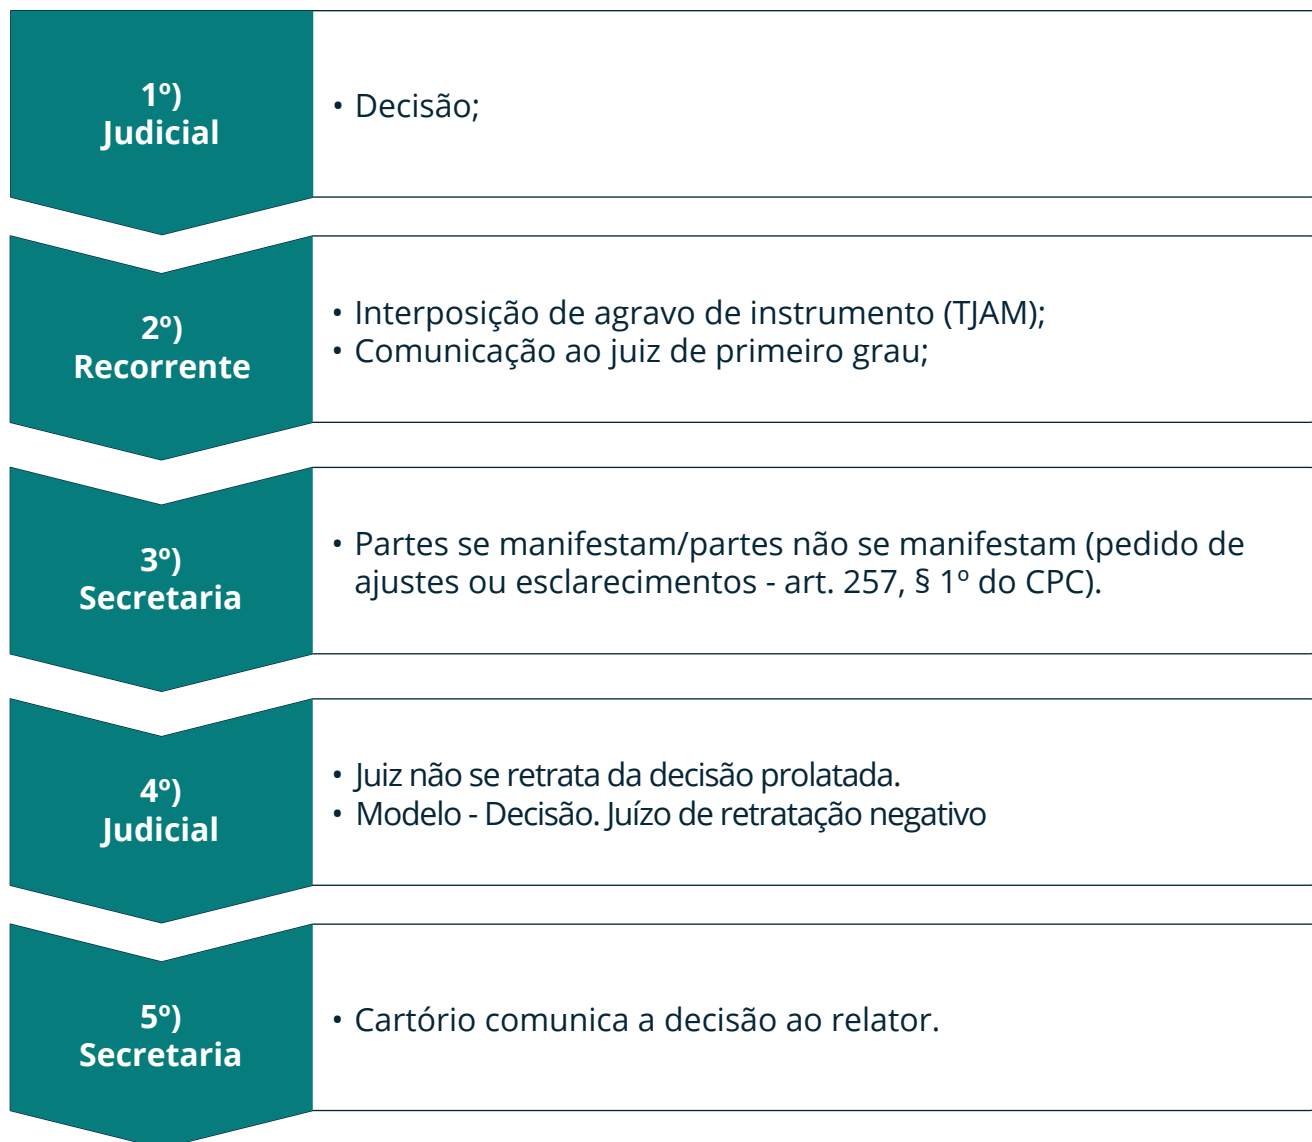 1º)
Judicial
• Decisão;
2º)
Recorrente
• Interposição de agravo de instrumento (TJAM);
• Comunicação ao juiz de primeiro grau;
3º)
Secretaria
• Partes se manifestam/partes não se manifestam (pedido de
ajustes ou esclarecimentos - art. 257, § 1º do CPC).
4º)
Judicial
• Juiz não se retrata da decisão prolatada.
• Modelo - Decisão. Juízo de retratação negativo
5º)
Secretaria
• Cartório comunica a decisão ao relator.